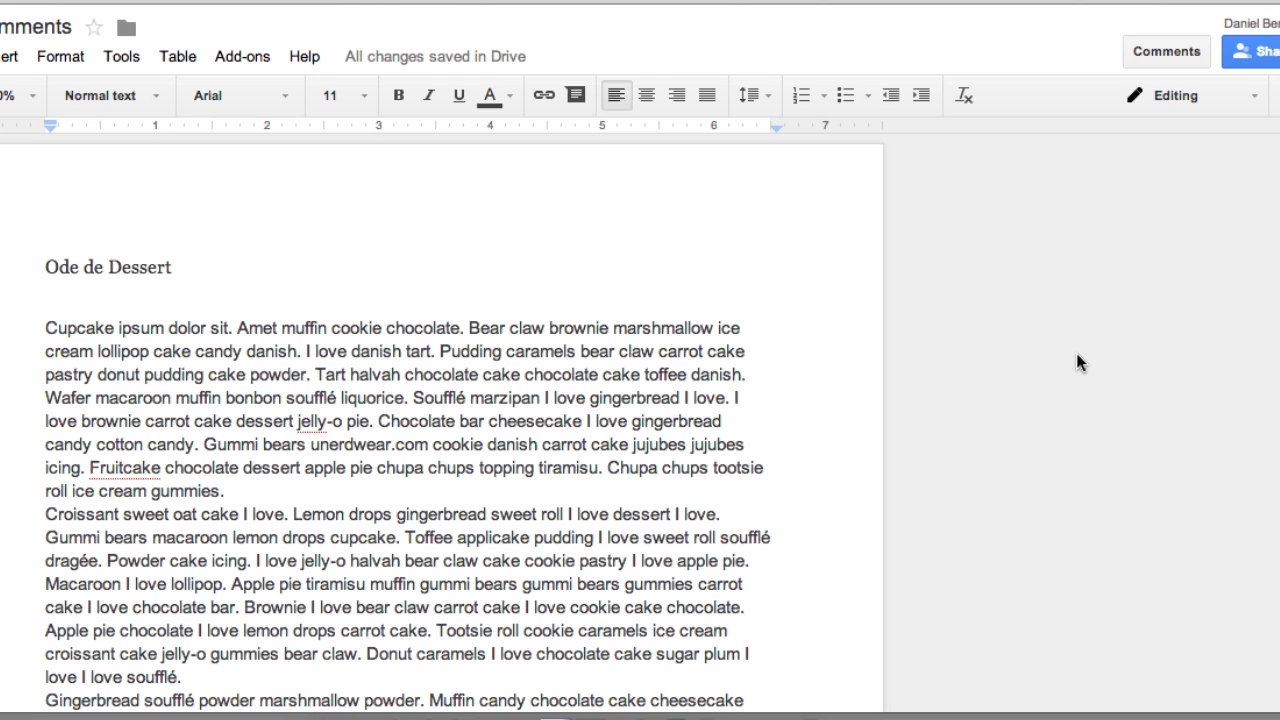 mments
Daniel Ber
ert Format Tools Table Add-ons Help All changes saved in Drive
Comments
Sha
0% Normal text Arial 11 B I U A Editing
1 2 3 4 5 6 7
Ode de Dessert
Cupcake ipsum dolor sit. Amet muffin cookie chocolate. Bear claw brownie marshmallow ice
cream lollipop cake candy danish. I love danish tart. Pudding caramels bear claw carrot cake
pastry donut pudding cake powder. Tart halvah chocolate cake chocolate cake toffee danish.
Wafer macaroon muffin bonbon soufflé liquorice. Soufflé marzipan I love gingerbread I love. I
love brownie carrot cake dessert jelly-o pie. Chocolate bar cheesecake I love gingerbread
candy cotton candy. Gummi bears unerdwear.com cookie danish carrot cake jujubes jujubes
icing. Fruitcake chocolate dessert apple pie chupa chups topping tiramisu. Chupa chups tootsie
roll ice cream gummies.
Croissant sweet oat cake I love. Lemon drops gingerbread sweet roll I love dessert I love.
Gummi bears macaroon lemon drops cupcake. Toffee applicake pudding I love sweet roll soufflé
dragée. Powder cake icing. I love jelly-o halvah bear claw cake cookie pastry I love apple pie.
Macaroon I love lollipop. Apple pie tiramisu muffin gummi bears gummi bears gummies carrot
cake I love chocolate bar. Brownie I love bear claw carrot cake I love cookie cake chocolate.
Apple pie chocolate I love lemon drops carrot cake. Tootsie roll cookie caramels ice cream
croissant cake jelly-o gummies bear claw. Donut caramels I love chocolate cake sugar plum I
love I love soufflé.
Gingerbread soufflé powder marshmallow powder. Muffin candy chocolate cake cheesecake